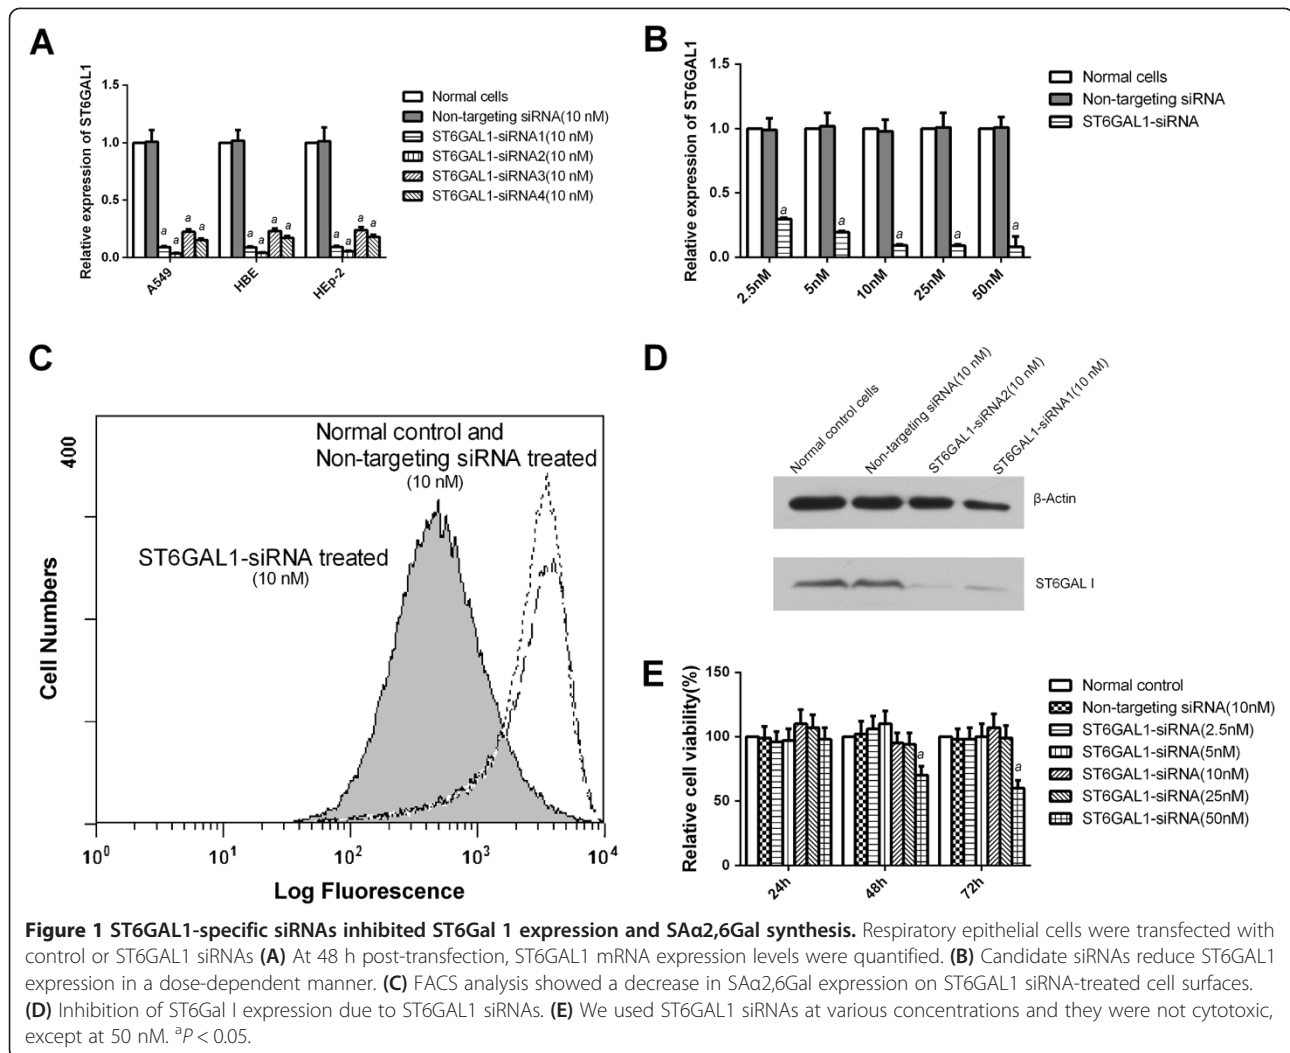 A
Relative expression of ST6GAL1
1.5
1.0
0.5
0.0
a a a a
a a a a
a a a a
A549
HBE
HEp-2
Normal cells
Non-targeting siRNA(10 nM)
ST6GAL1-siRNA1(10 nM)
ST6GAL1-siRNA2(10 nM)
ST6GAL1-siRNA3(10 nM)
ST6GAL1-siRNA4(10 nM)
B
Relative expression of ST6GAL1
1.5
1.0
0.5
0.0
a
a
a
a
a
2.5nM
5nM
10nM
25nM
50nM
Normal cells
Non-targeting siRNA
ST6GAL1-siRNA
C
400
Cell Numbers
Normal control and
Non-targeting siRNA treated
(10 nM)
ST6GAL1-siRNA treated
(10 nM)
10^0
10^1
10^2
10^3
10^4
Log Fluorescence
D
Normal control cells
Non-targeting siRNA(10 nM)
ST6GAL1-siRNA2(10 nM)
ST6GAL1-siRNA1(10 nM)
β-Actin
ST6GAL I
E
Relative cell viability(%)
150
100
50
0
a
a
24h
48h
72h
Normal control
Non-targeting siRNA(10nM)
ST6GAL1-siRNA(2.5nM)
ST6GAL1-siRNA(5nM)
ST6GAL1-siRNA(10nM)
ST6GAL1-siRNA(25nM)
ST6GAL1-siRNA(50nM)
Figure 1 ST6GAL1-specific siRNAs inhibited ST6Gal 1 expression and SAα2,6Gal synthesis. Respiratory epithelial cells were transfected with
control or ST6GAL1 siRNAs (A) At 48 h post-transfection, ST6GAL1 mRNA expression levels were quantified. (B) Candidate siRNAs reduce ST6GAL1
expression in a dose-dependent manner. (C) FACS analysis showed a decrease in SAα2,6Gal expression on ST6GAL1 siRNA-treated cell surfaces.
(D) Inhibition of ST6Gal I expression due to ST6GAL1 siRNAs. (E) We used ST6GAL1 siRNAs at various concentrations and they were not cytotoxic,
except at 50 nM. ᵃP < 0.05.